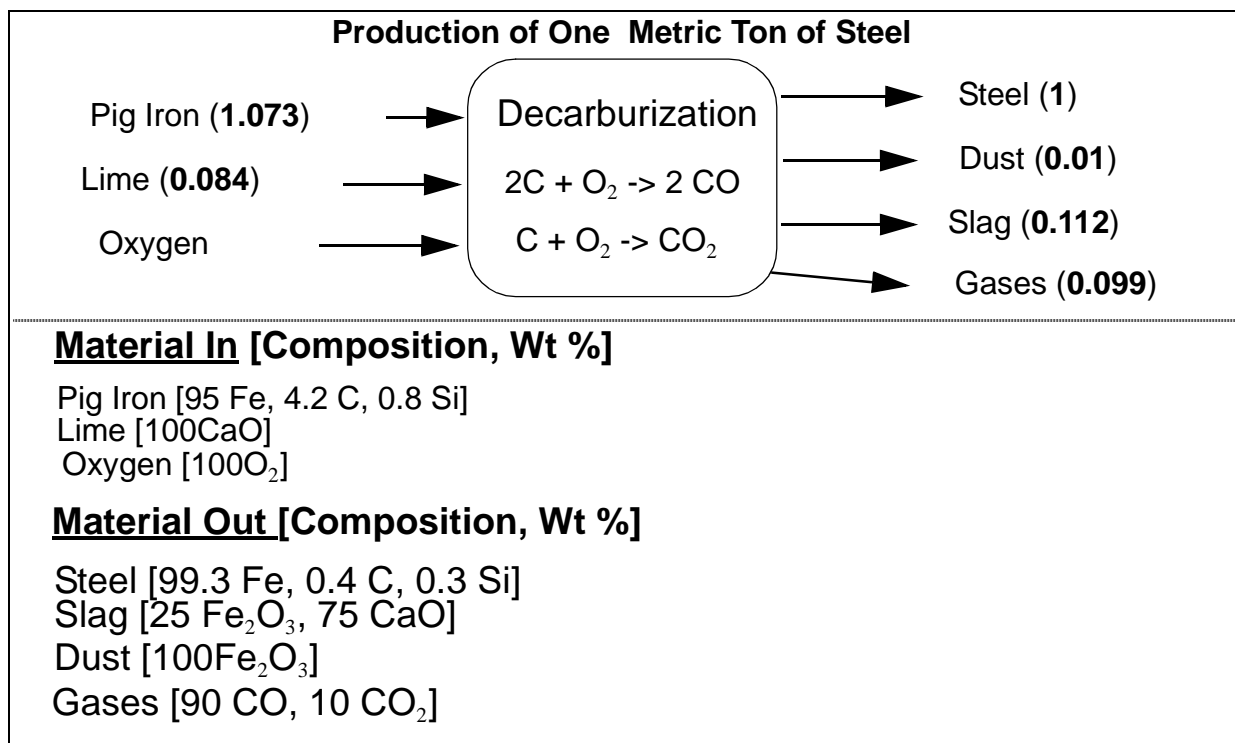 Production of One Metric Ton of Steel
Pig Iron (1.073)
Lime (0.084)
Oxygen
Decarburization
2C + O₂ -> 2 CO
C + O₂ -> CO₂
Steel (1)
Dust (0.01)
Slag (0.112)
Gases (0.099)
Material In [Composition, Wt %]
Pig Iron [95 Fe, 4.2 C, 0.8 Si]
Lime [100CaO]
Oxygen [100O₂]
Material Out [Composition, Wt %]
Steel [99.3 Fe, 0.4 C, 0.3 Si]
Slag [25 Fe₂O₃, 75 CaO]
Dust [100Fe₂O₃]
Gases [90 CO, 10 CO₂]